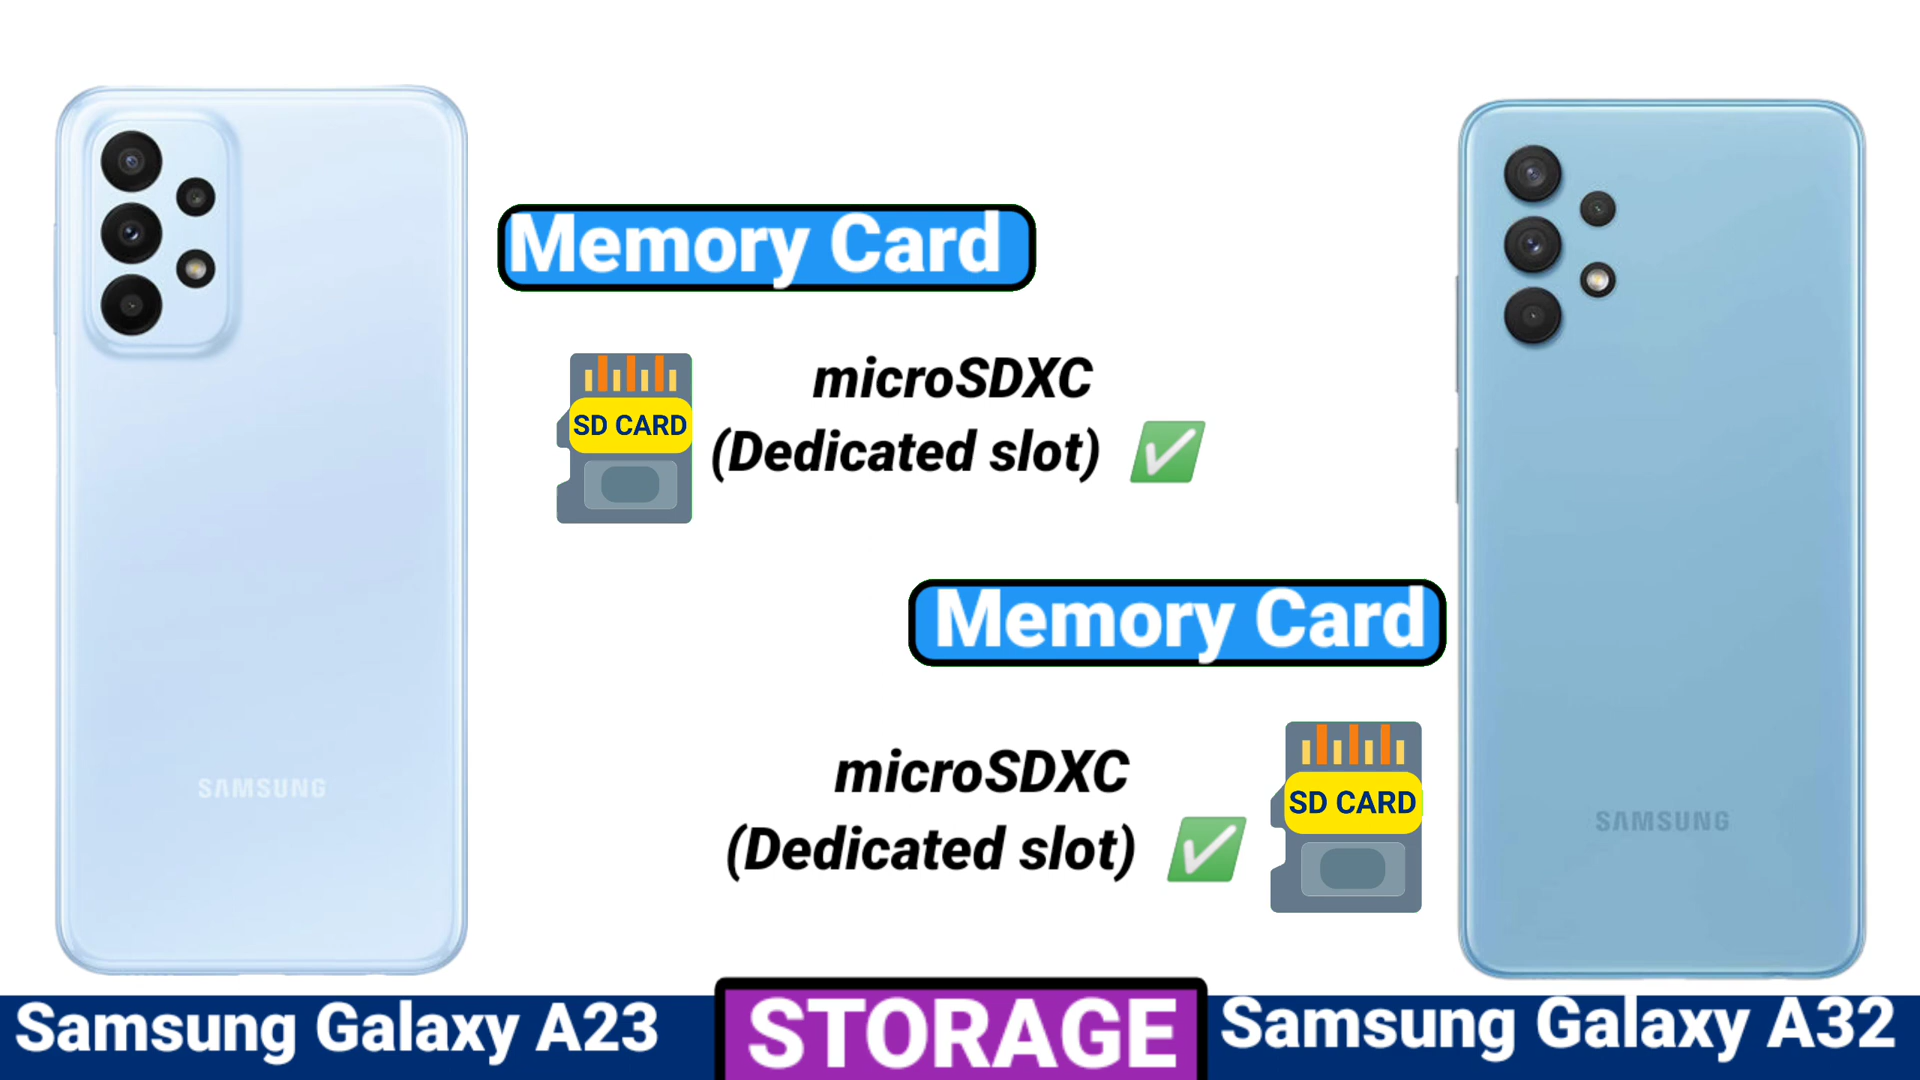 Memory Card
SD CARD
microSDXC
(Dedicated slot) ✅
Memory Card
microSDXC
(Dedicated slot) ✅
SD CARD
SAMSUNG
SAMSUNG
Samsung Galaxy A23
STORAGE
Samsung Galaxy A32